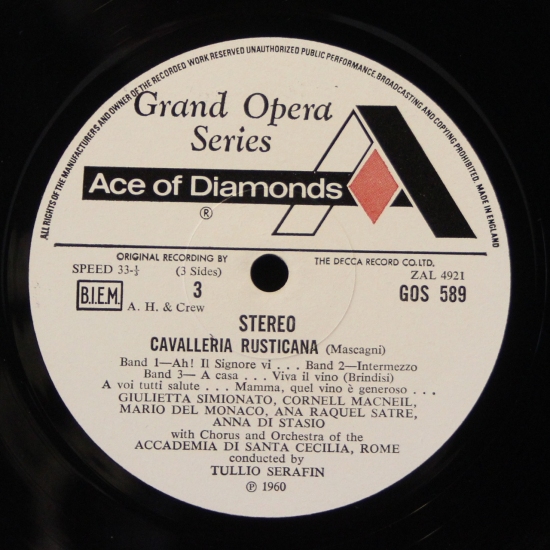 ALL RIGHTS OF THE MANUFACTURERS AND OWNER OF THE RECORDED WORK RESERVED UNAUTHORIZED PUBLIC PERFORMANCE, BROADCASTING AND COPYING PROHIBITED. MADE IN ENGLAND
Grand Opera
Series
Ace of Diamonds
®
ORIGINAL RECORDING BY THE DECCA RECORD CO. LTD.
SPEED 33-⅓ (3 Sides) ZAL 4921
B.I.E.M. 3 GOS 589
A. H. & Crew
STEREO
CAVALLERIA RUSTICANA (Mascagni)
Band 1—Ah! Il Signore vi . . . Band 2—Intermezzo
Band 3— A casa . . . Viva il vino (Brindisi)
A voi tutti salute . . . Mamma, quel vino è generoso . . .
GIULIETTA SIMIONATO, CORNELL MACNEIL,
MARIO DEL MONACO, ANA RAQUEL SATRE,
ANNA DI STASIO
with Chorus and Orchestra of the
ACCADEMIA DI SANTA CECILIA, ROME
conducted by
TULLIO SERAFIN
℗ 1960